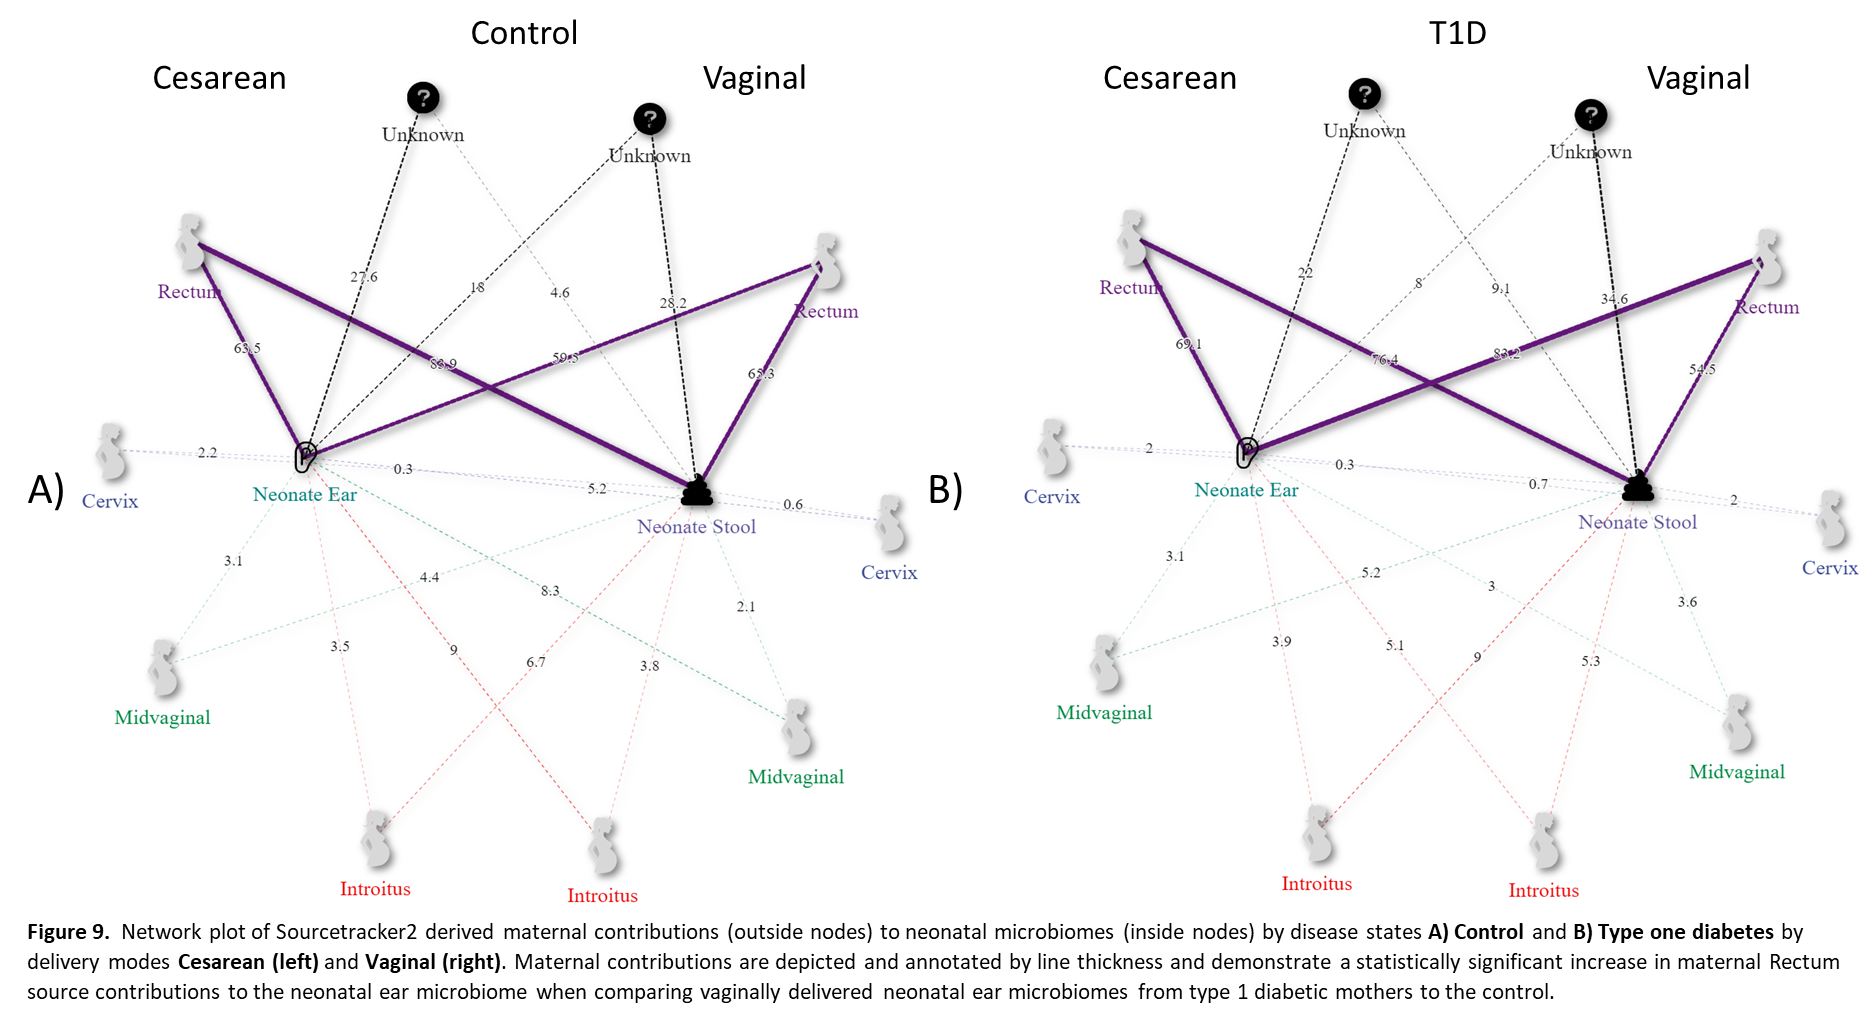 Control
Cesarean
Vaginal
?
Unknown
?
Unknown
Rectum
Rectum
27.6
18
4.6
28.2
63.5
83.9
59.5
65.3
Cervix
2.2
0.3
5.2
0.6
Neonate Ear
Neonate Stool
Cervix
A)
3.1
4.4
8.3
2.1
3.5
9
6.7
3.8
Midvaginal
Midvaginal
Introitus
Introitus
T1D
Cesarean
Vaginal
?
Unknown
?
Unknown
Rectum
Rectum
22
8
9.1
34.6
69.1
76.4
83.2
54.5
Cervix
2
0.3
0.7
2
Neonate Ear
Neonate Stool
Cervix
B)
3.1
5.2
3
3.6
3.9
5.1
9
5.3
Midvaginal
Midvaginal
Introitus
Introitus
Figure 9. Network plot of Sourcetracker2 derived maternal contributions (outside nodes) to neonatal microbiomes (inside nodes) by disease states A) Control and B) Type one diabetes by
delivery modes Cesarean (left) and Vaginal (right). Maternal contributions are depicted and annotated by line thickness and demonstrate a statistically significant increase in maternal Rectum
source contributions to the neonatal ear microbiome when comparing vaginally delivered neonatal ear microbiomes from type 1 diabetic mothers to the control.